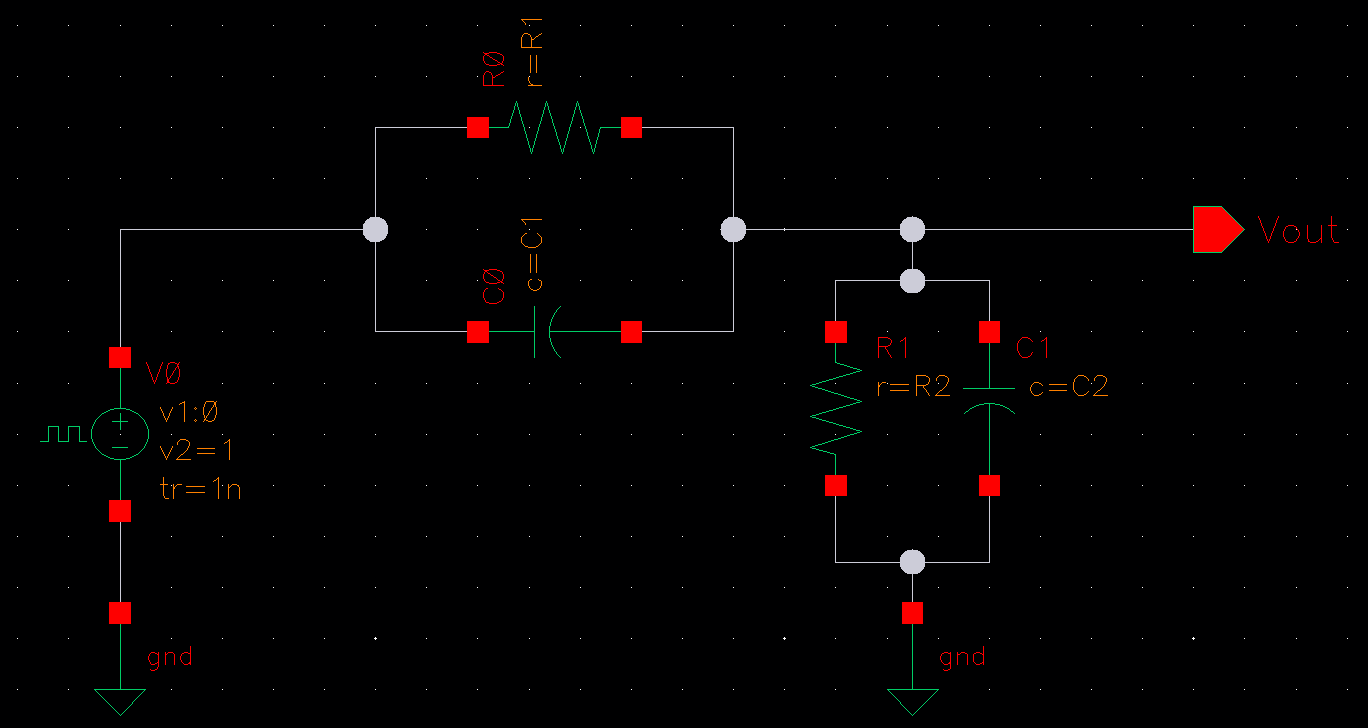 R0
r=R1
C0
c=C1
Vout
V0
v1:0
v2=1
tr=1n
R1
r=R2
C1
c=C2
gnd
gnd